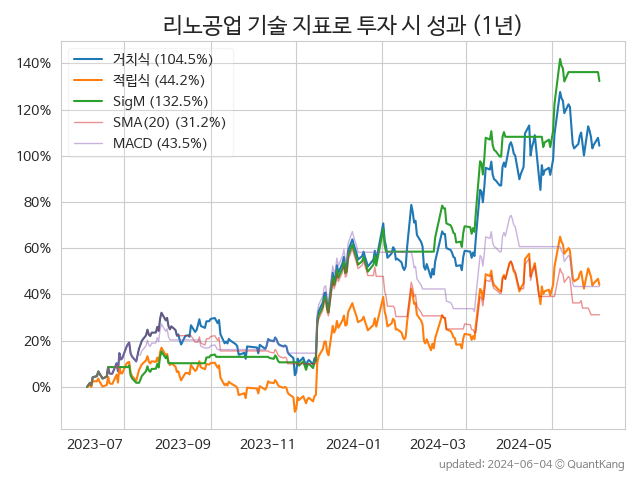 리노공업 기술 지표로 투자 시 성과 (1년)
140%
120%
100%
80%
60%
40%
20%
0%
거치식 (104.5%)
적립식 (44.2%)
SigM (132.5%)
SMA(20) (31.2%)
MACD (43.5%)
2023-07 2023-09 2023-11 2024-01 2024-03 2024-05
updated: 2024-06-04 © QuantKang